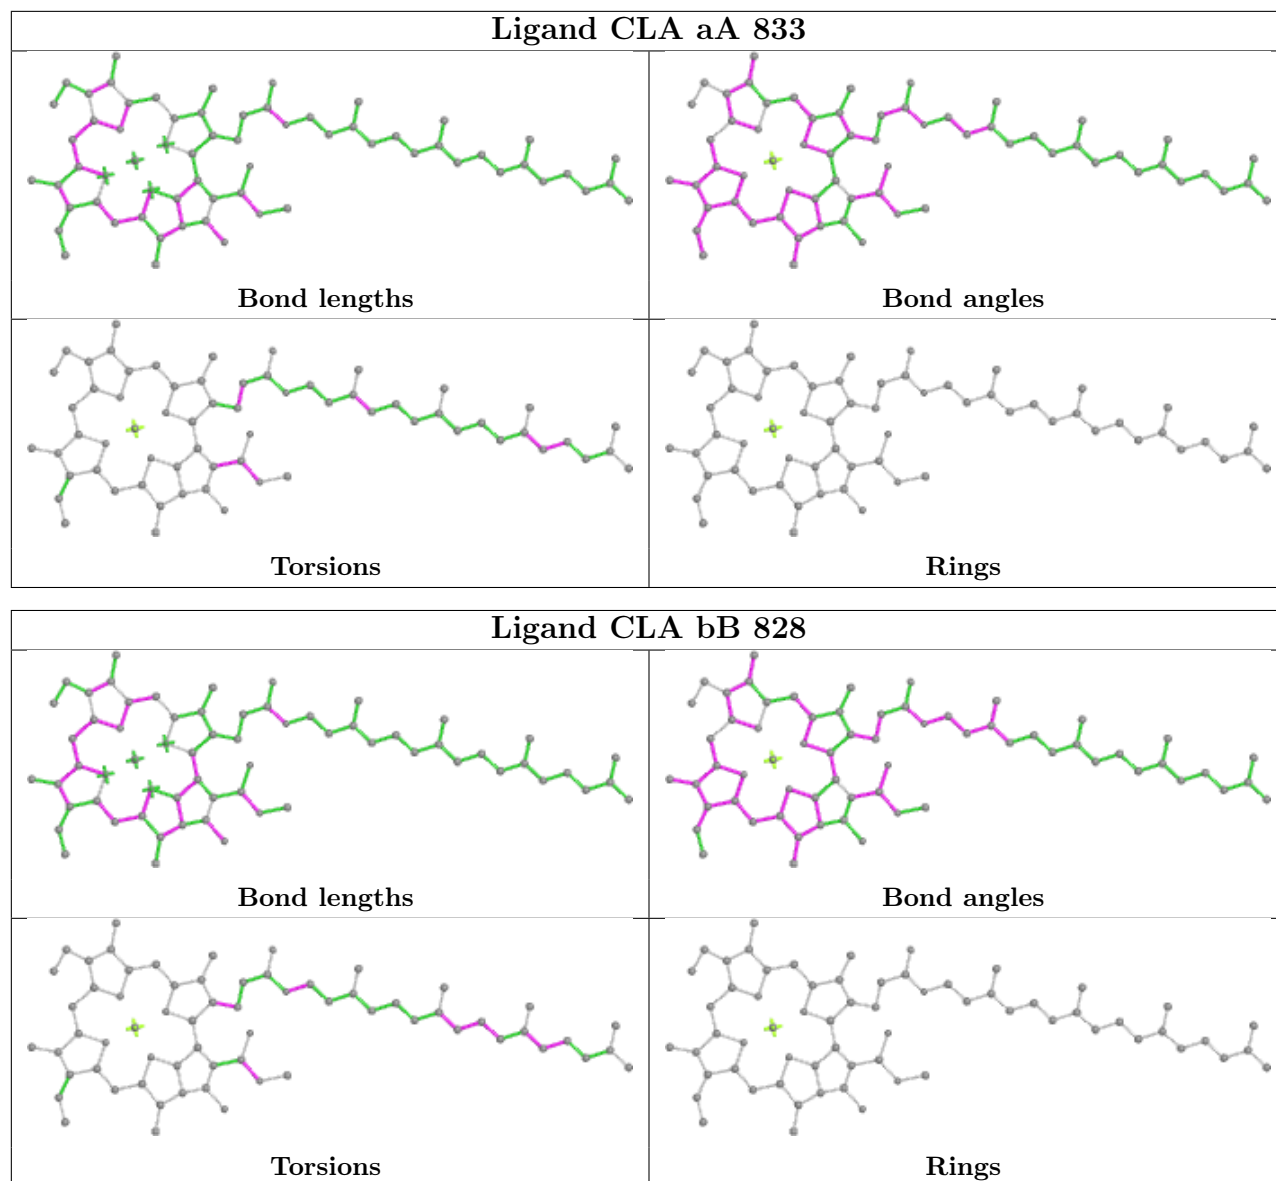 Ligand CLA aA 833
Bond lengths
Bond angles
Torsions
Rings
Ligand CLA bB 828
Bond lengths
Bond angles
Torsions
Rings